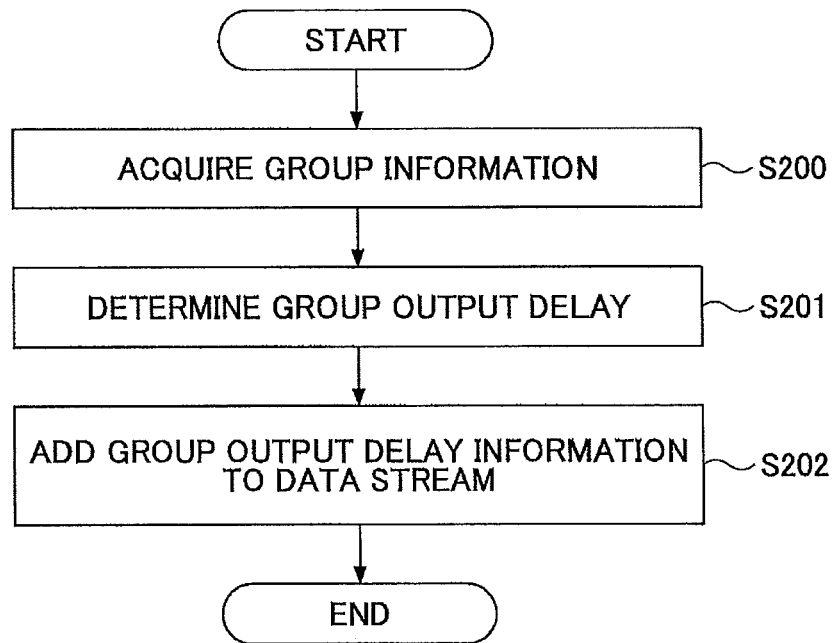 START
ACQUIRE GROUP INFORMATION
S200
DETERMINE GROUP OUTPUT DELAY
S201
ADD GROUP OUTPUT DELAY INFORMATION
TO DATA STREAM
S202
END